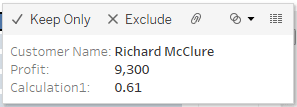 Keep Only Exclude
Customer Name: Richard McClure
Profit: 9,300
Calculation1: 0.61